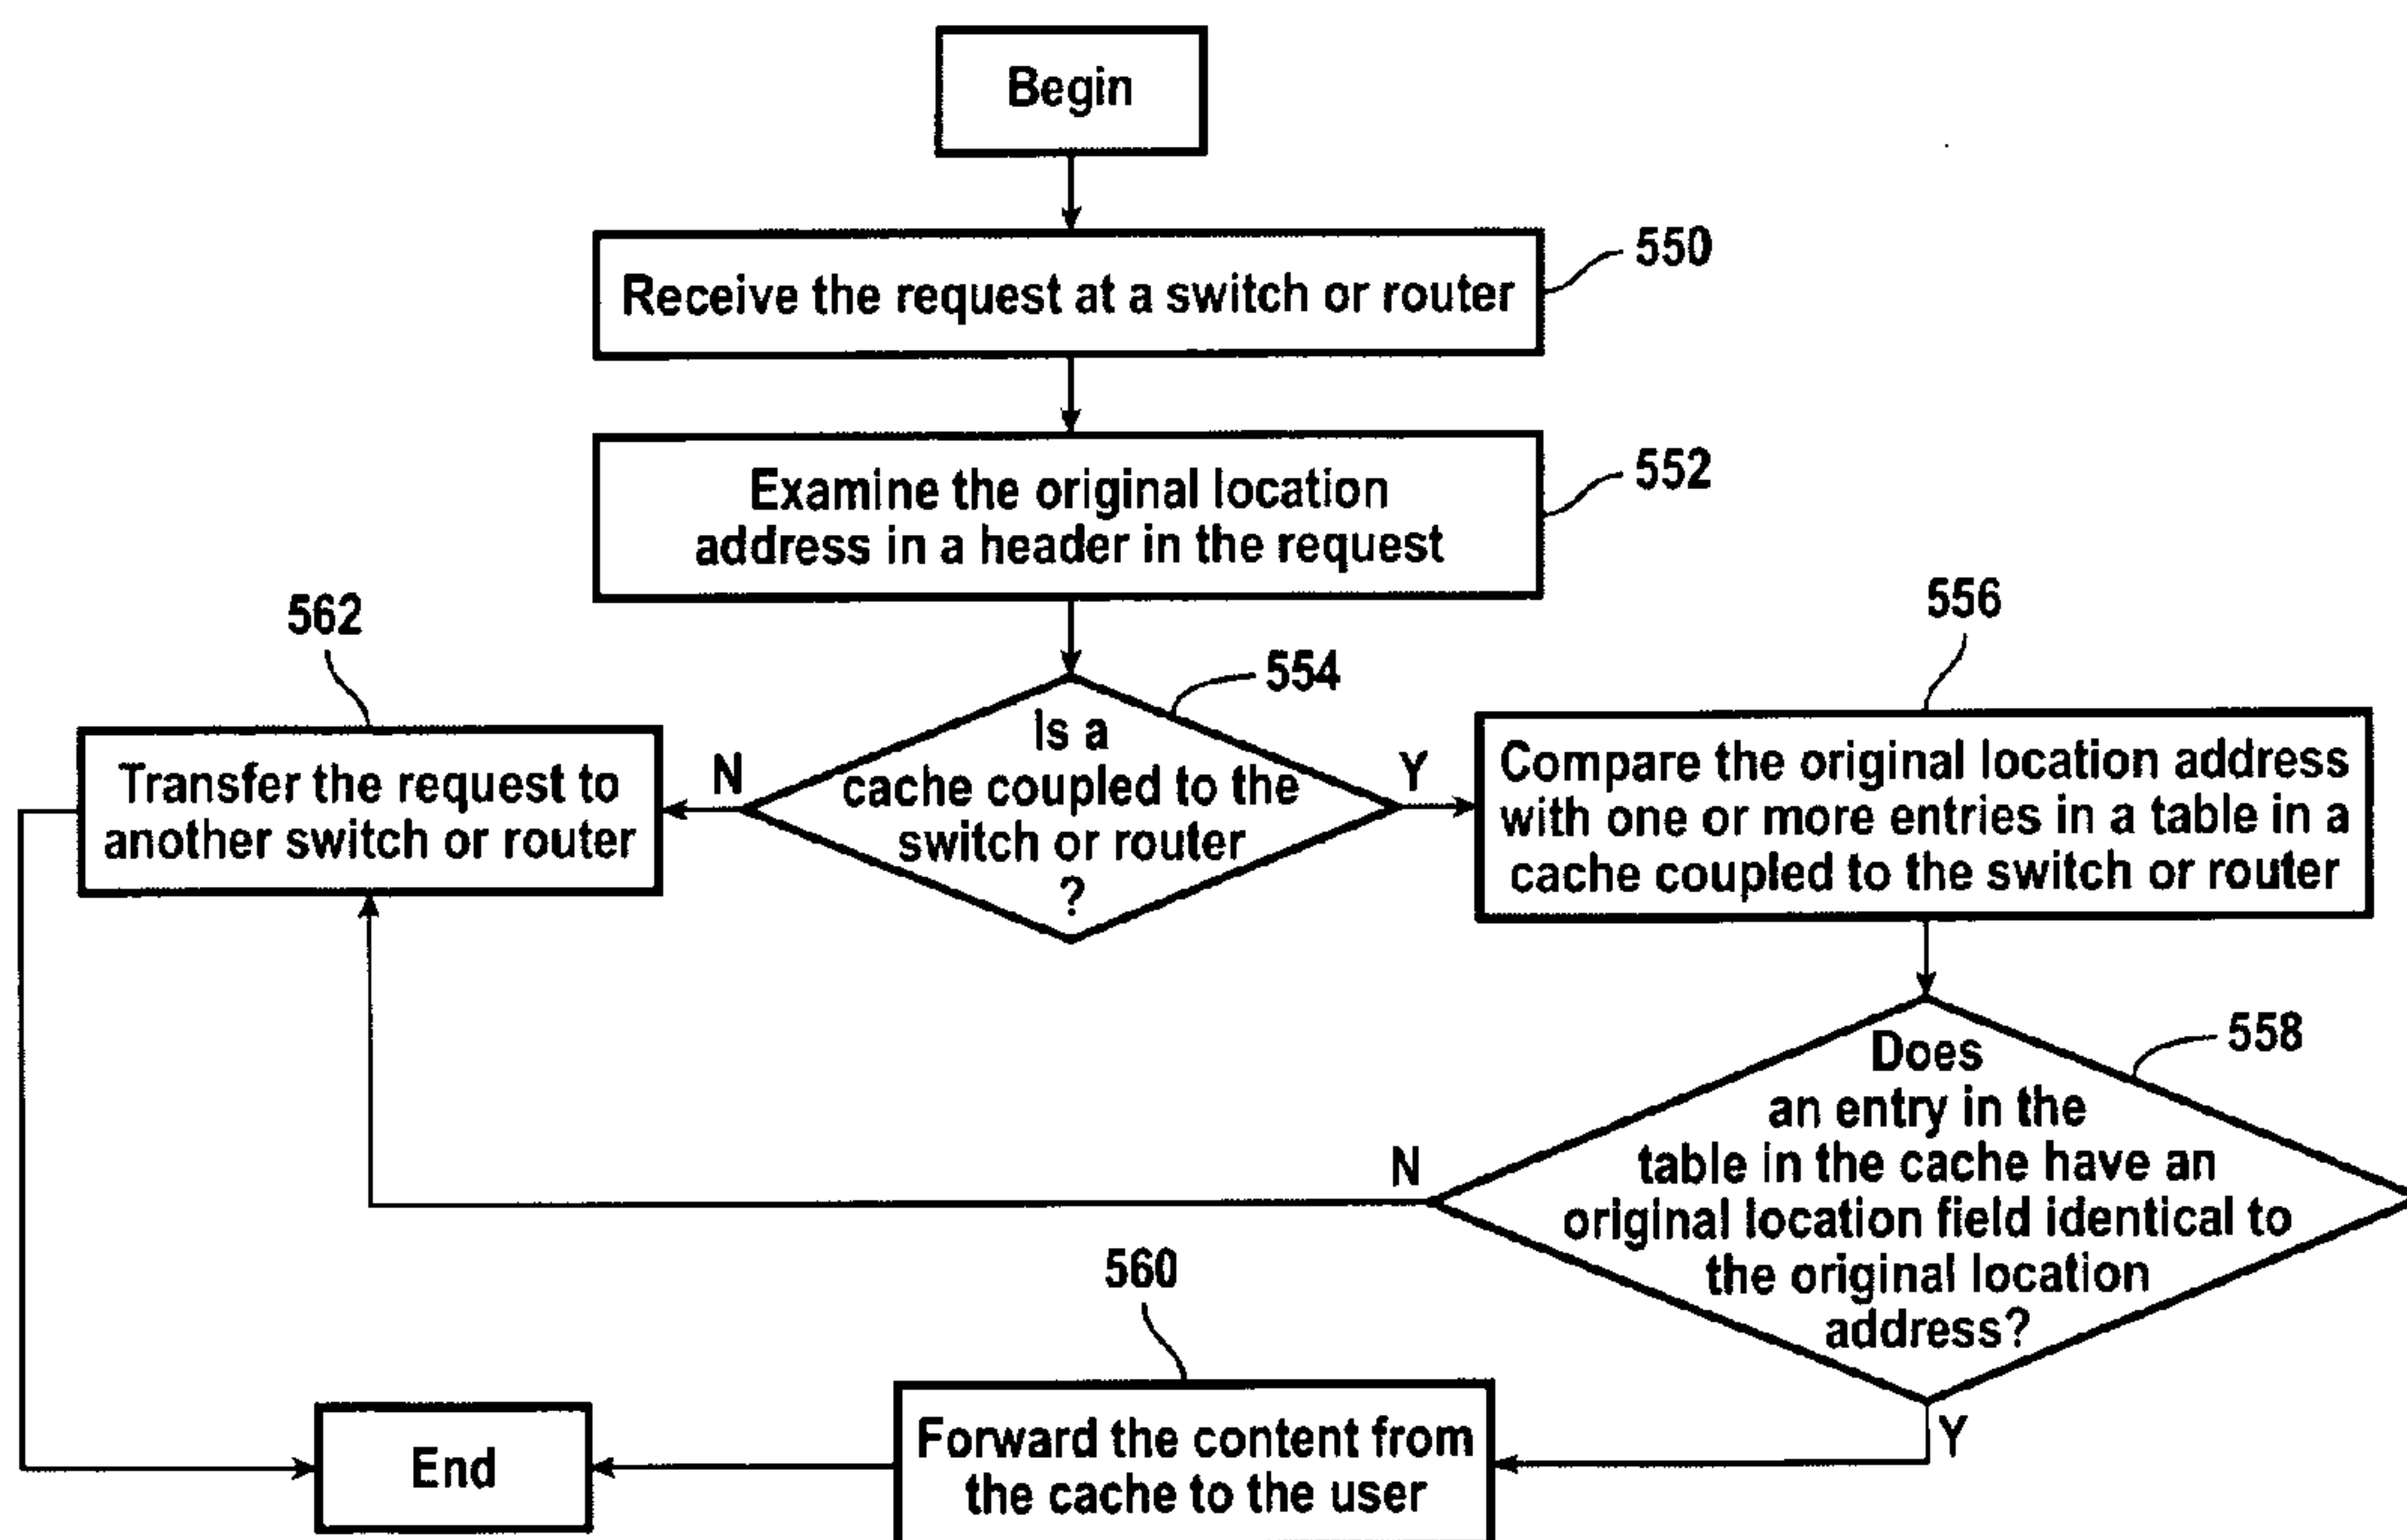 Begin
550
Receive the request at a switch or router
552
Examine the original location
address in a header in the request
562
Transfer the request to
another switch or router
N
554
Is a
cache coupled to the
switch or router
?
Y
556
Compare the original location address
with one or more entries in a table in a
cache coupled to the switch or router
558
Does
an entry in the
table in the cache have an
original location field identical to
the original location
address?
N
Y
560
Forward the content from
the cache to the user
End